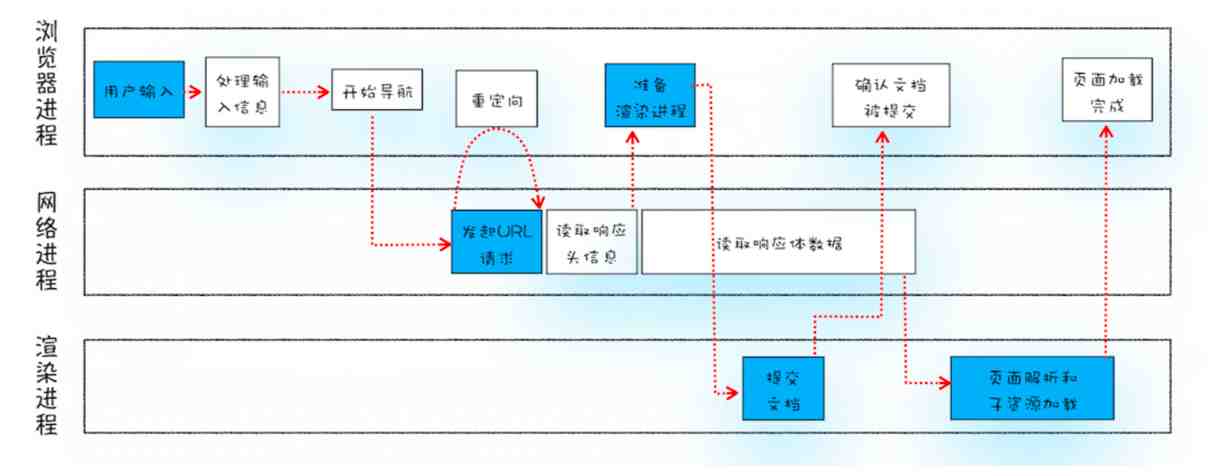 浏览器进程
用户输入
处理输
入信息
开始导航
重定向
准备
渲染进程
确认文档
被提交
页面加载
完成
网络进程
发起URL
请求
读取响应
头信息
读取响应体数据
渲染进程
提交
文档
页面解析和
子资源加载